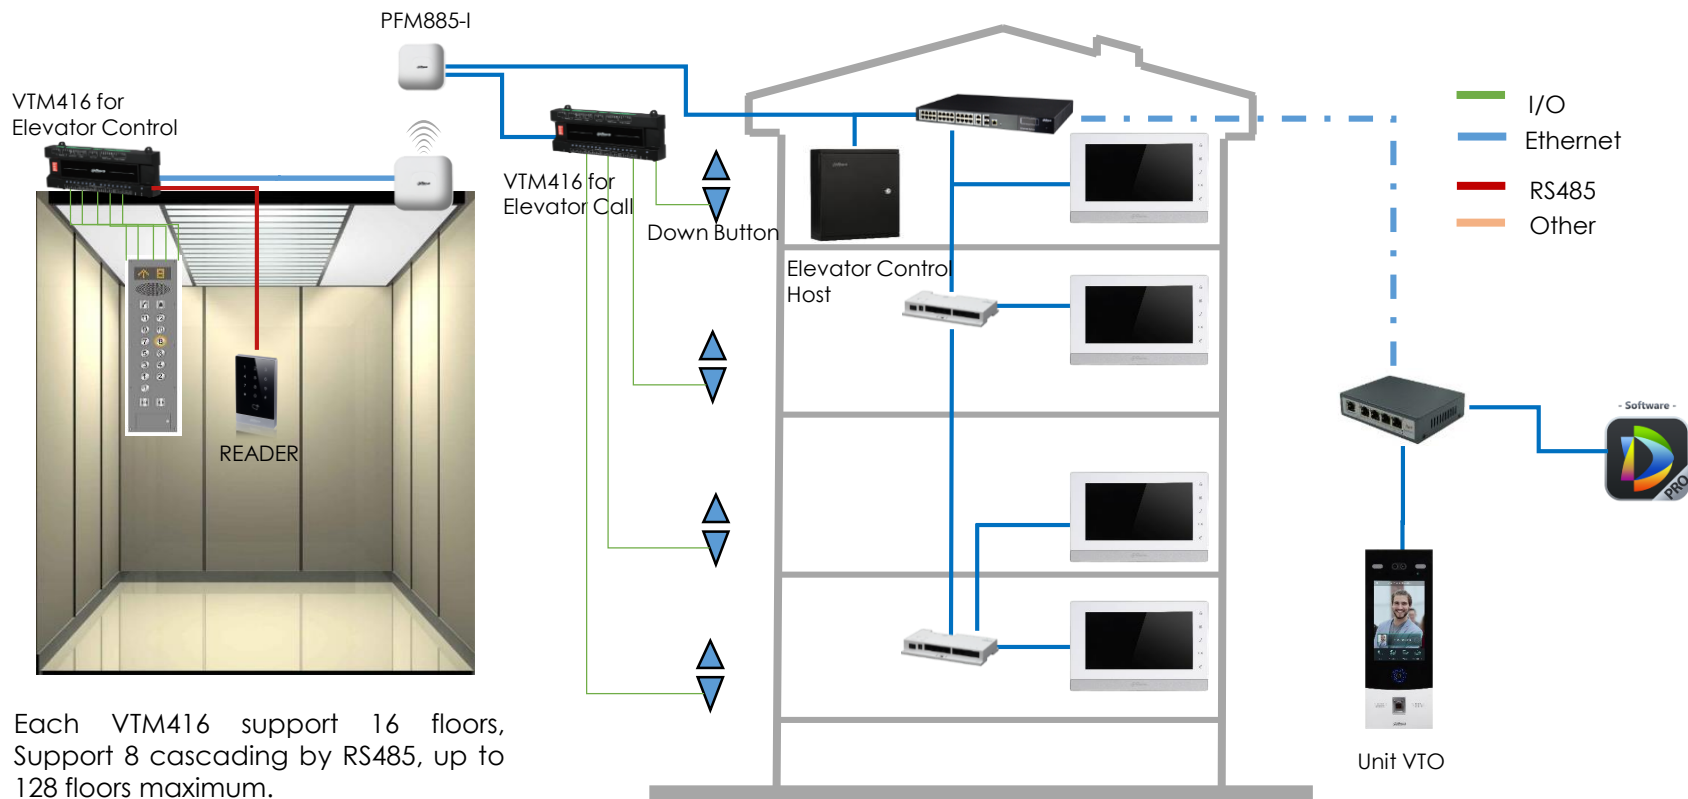 PFM885-I
VTM416 for
Elevator Control
VTM416 for
Elevator Call
Down Button
Elevator Control
Host
READER
I/O
Ethernet
RS485
Other
- Software -
PRO
Unit VTO
Each VTM416 support 16 floors,
Support 8 cascading by RS485, up to
128 floors maximum.